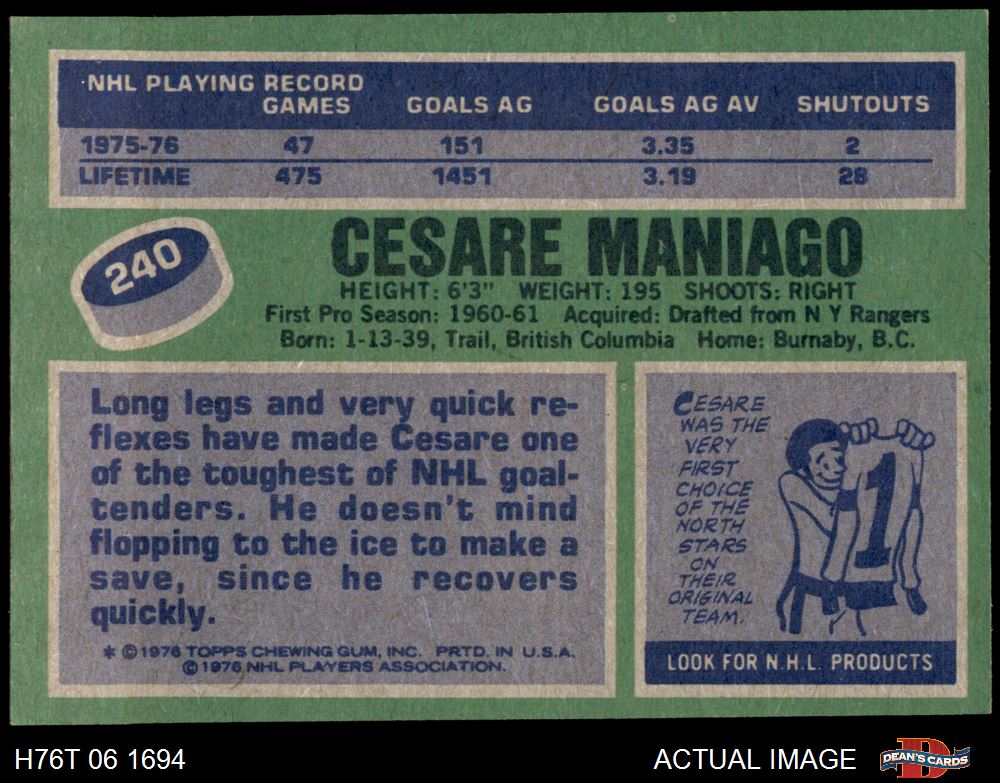 NHL PLAYING RECORD
GAMES GOALS AG GOALS AG AV SHUTOUTS
1975-76 47 151 3.35 2
LIFETIME 475 1451 3.19 28
240
CESARE MANIAGO
HEIGHT: 6'3" WEIGHT: 195 SHOOTS: RIGHT
First Pro Season: 1960-61 Acquired: Drafted from N Y Rangers
Born: 1-13-39, Trail, British Columbia Home: Burnaby, B.C.
Long legs and very quick re-
flexes have made Cesare one
of the toughest of NHL goal-
tenders. He doesn't mind
flopping to the ice to make a
save, since he recovers
quickly.
* ©1976 TOPPS CHEWING GUM, INC. PRTD. IN U.S.A.
©1976 NHL PLAYERS ASSOCIATION.
CESARE
WAS THE
VERY
FIRST
CHOICE
OF THE
NORTH
STARS
ON
THEIR
ORIGINAL
TEAM.
1
LOOK FOR N.H.L. PRODUCTS
H76T 06 1694
ACTUAL IMAGE
DEAN'S CARDS